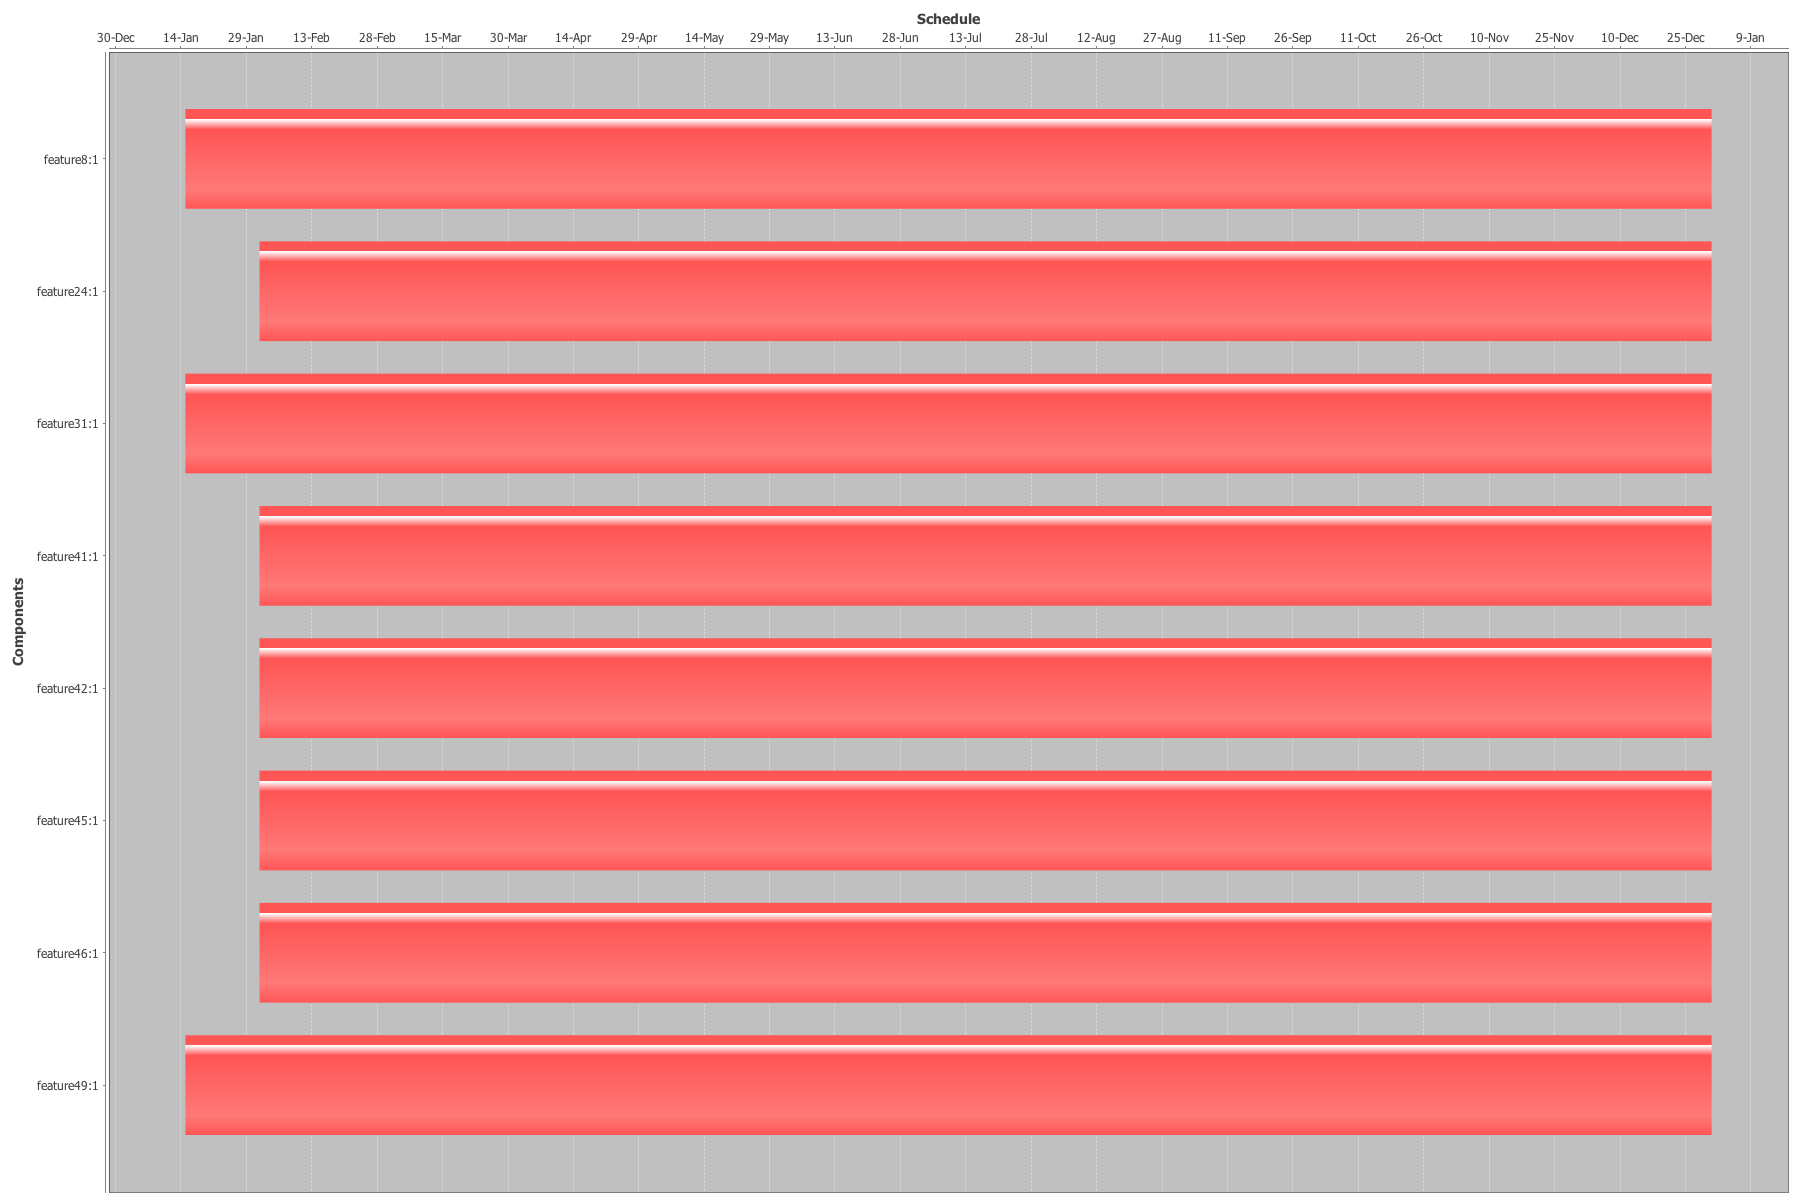 Schedule
30-Dec 14-Jan 29-Jan 13-Feb 28-Feb 15-Mar 30-Mar 14-Apr 29-Apr 14-May 29-May 13-Jun 28-Jun 13-Jul 28-Jul 12-Aug 27-Aug 11-Sep 26-Sep 11-Oct 26-Oct 10-Nov 25-Nov 10-Dec 25-Dec 9-Jan
Components
feature8:1
feature24:1
feature31:1
feature41:1
feature42:1
feature45:1
feature46:1
feature49:1